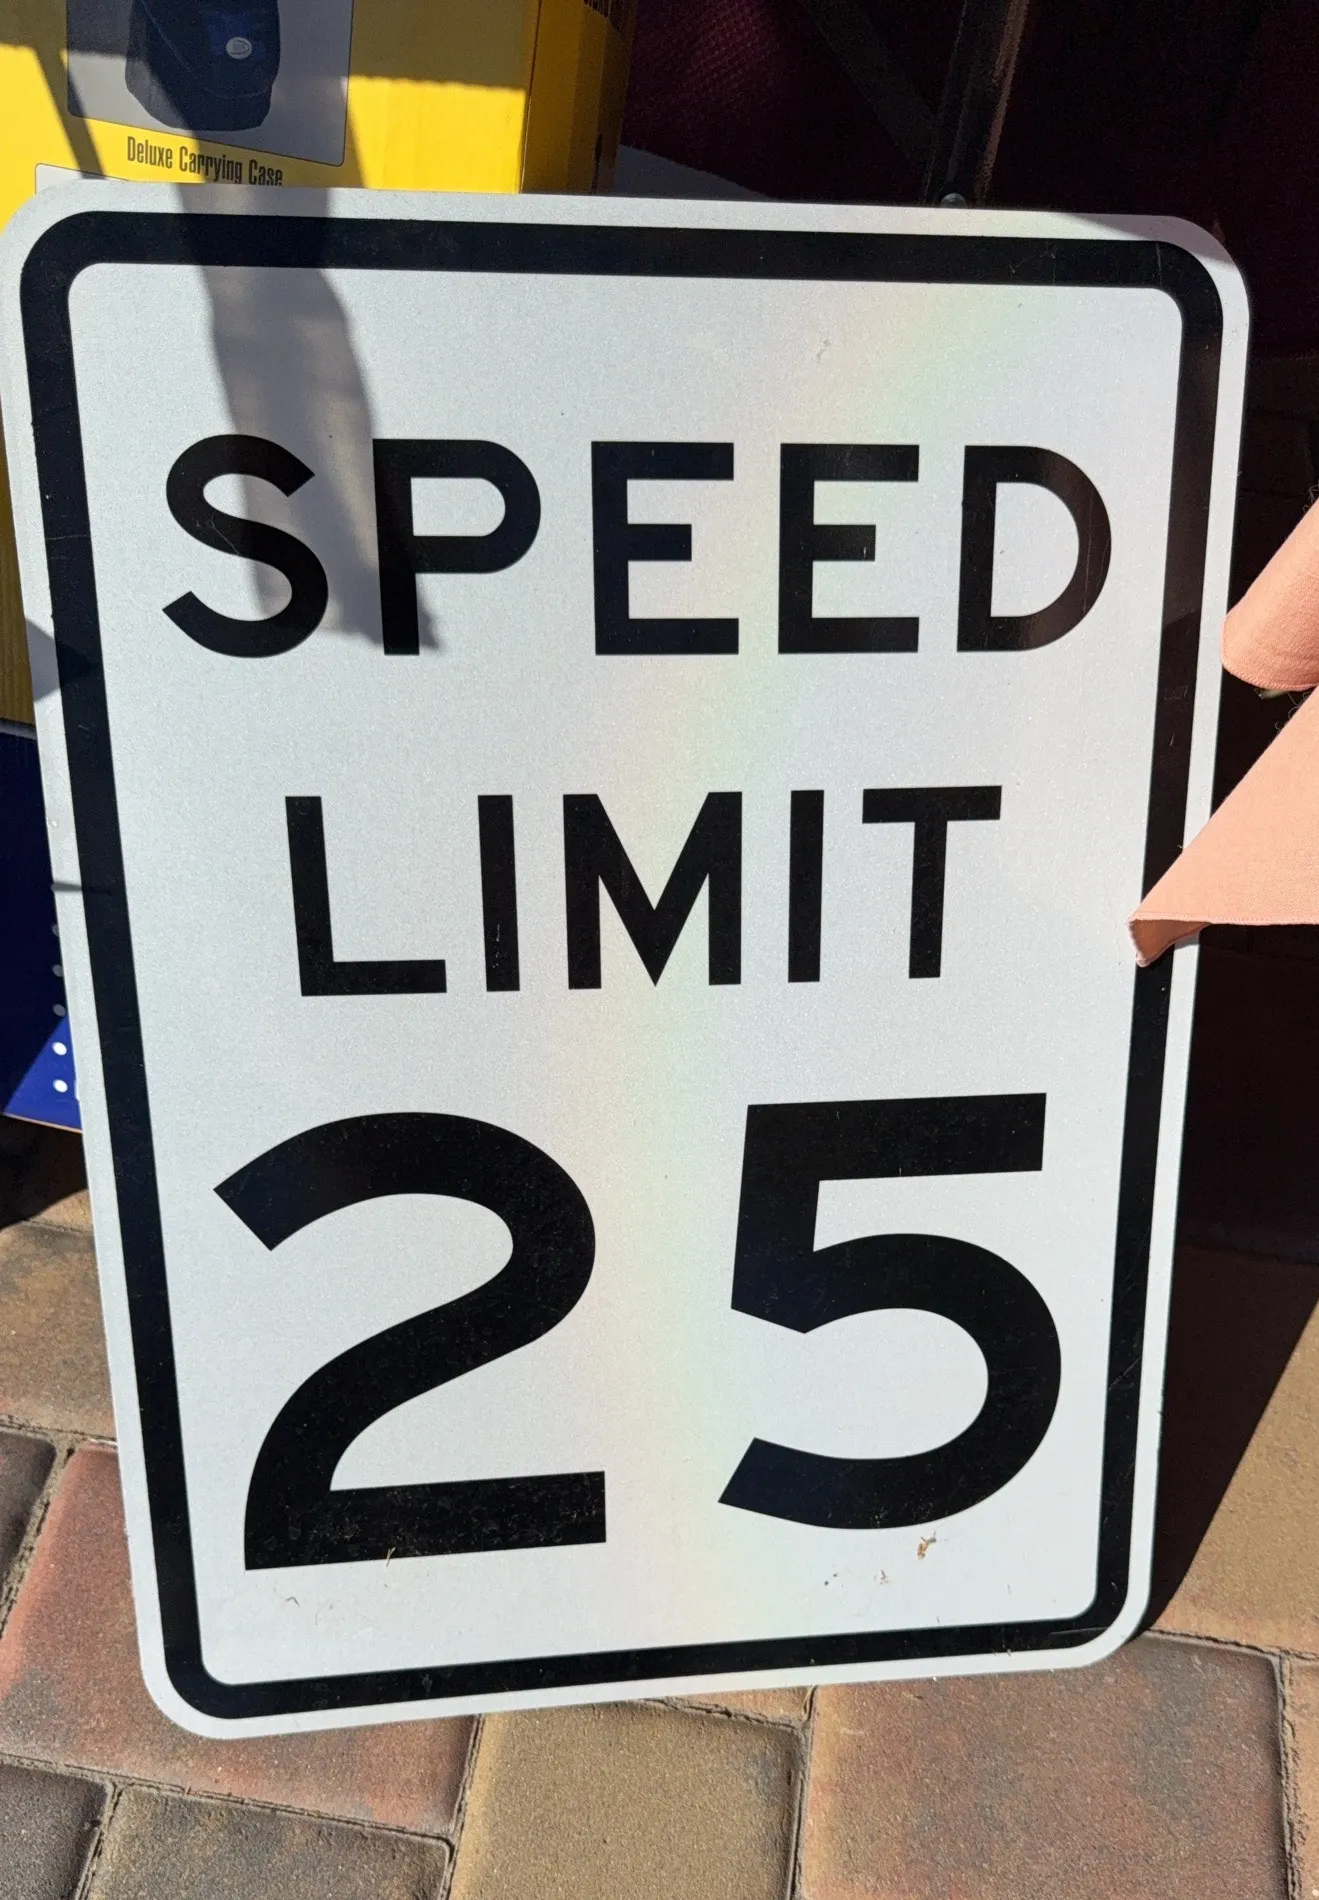 Deluxe Carrying Case
SPEED
LIMIT
25